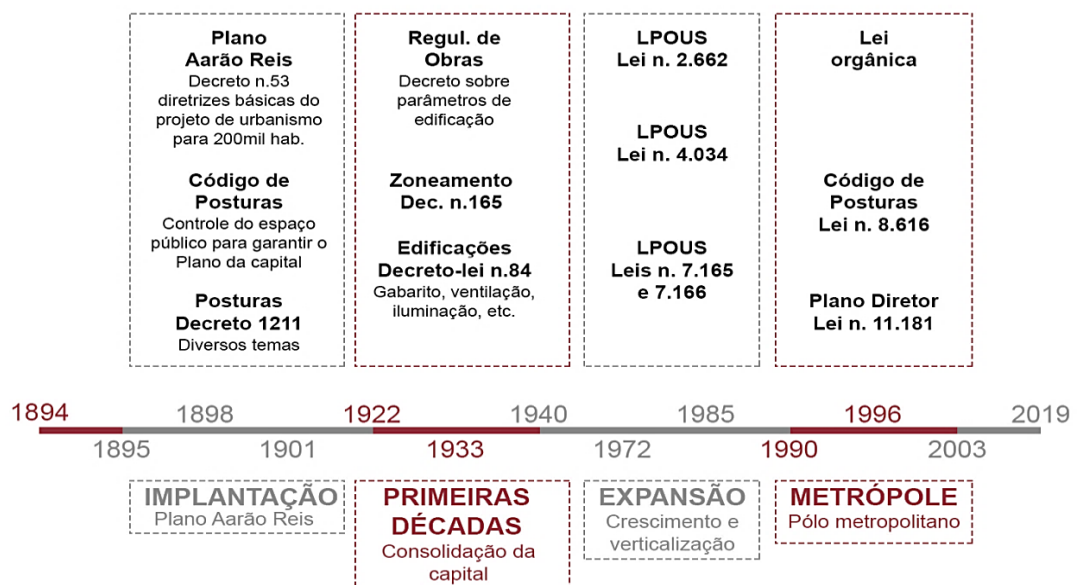 Plano
Aarão Reis
Decreto n.53
diretrizes básicas do
projeto de urbanismo
para 200mil hab.
Código de
Posturas
Controle do espaço
público para garantir o
Plano da capital
Posturas
Decreto 1211
Diversos temas
Regul. de
Obras
Decreto sobre
parâmetros de
edificação
Zoneamento
Dec. n.165
Edificações
Decreto-lei n.84
Gabarito, ventilação,
iluminação, etc.
LPOUS
Lei n. 2.662
LPOUS
Lei n. 4.034
LPOUS
Leis n. 7.165
e 7.166
Lei
orgânica
Código de
Posturas
Lei n. 8.616
Plano Diretor
Lei n. 11.181
1894
1898
1922
1940
1985
1996
2019
1895
1901
1933
1972
1990
2003
IMPLANTAÇÃO
Plano Aarão Reis
PRIMEIRAS
DÉCADAS
Consolidação da
capital
EXPANSÃO
Crescimento e
verticalização
METRÓPOLE
Pólo metropolitano